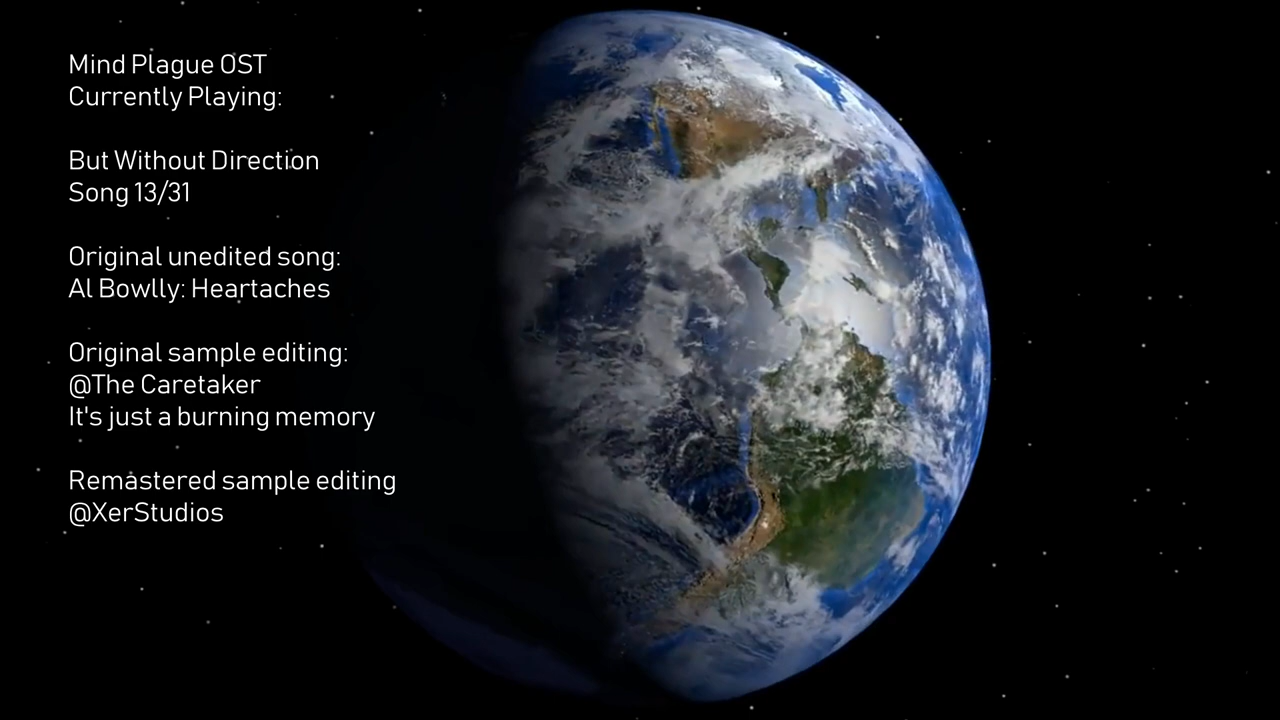 Mind Plague OST
Currently Playing:
But Without Direction
Song 13/31
Original unedited song:
Al Bowlly: Heartaches
Original sample editing:
@The Caretaker
It's just a burning memory
Remastered sample editing
@XerStudios